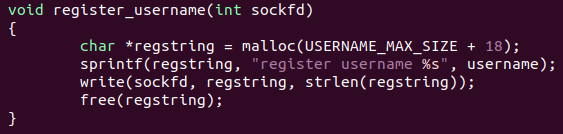 void register_username(int sockfd)
{
        char *regstring = malloc(USERNAME_MAX_SIZE + 18);
        sprintf(regstring, "register username %s", username);
        write(sockfd, regstring, strlen(regstring));
        free(regstring);
}